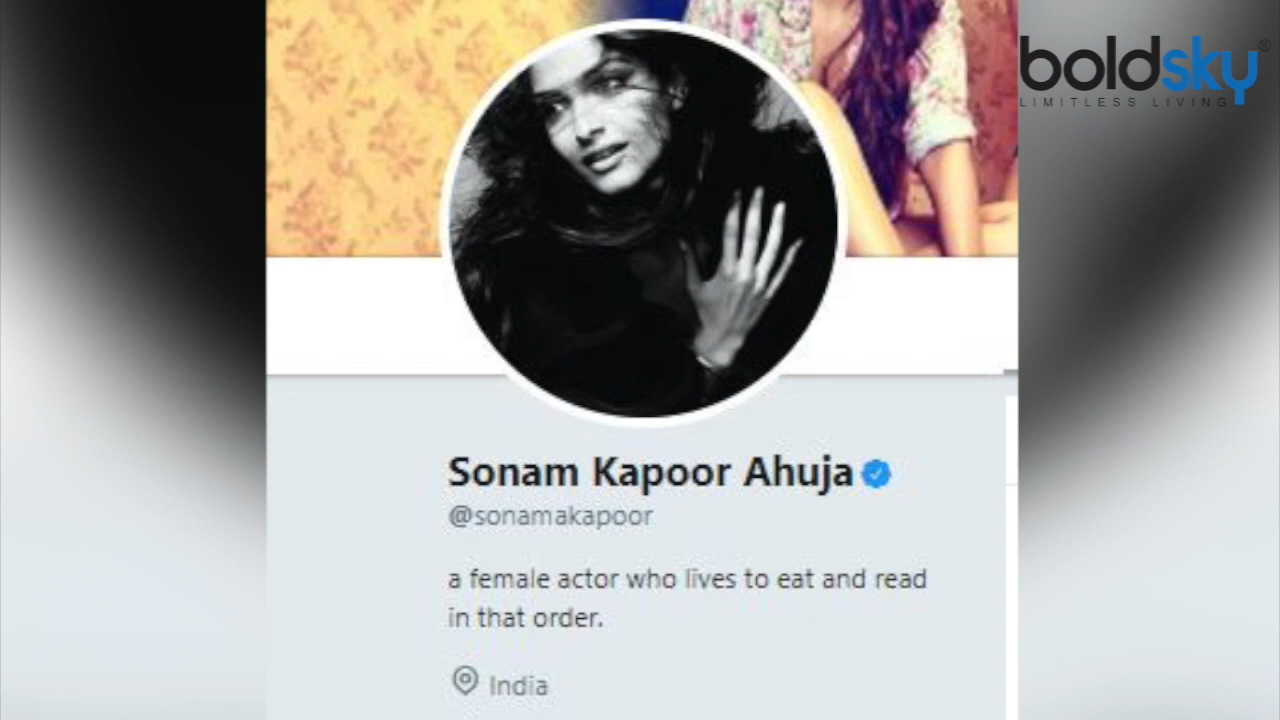 boldsky®
LIMITLESS LIVING
Sonam Kapoor Ahuja
@sonamakapoor
a female actor who lives to eat and read
in that order.
India